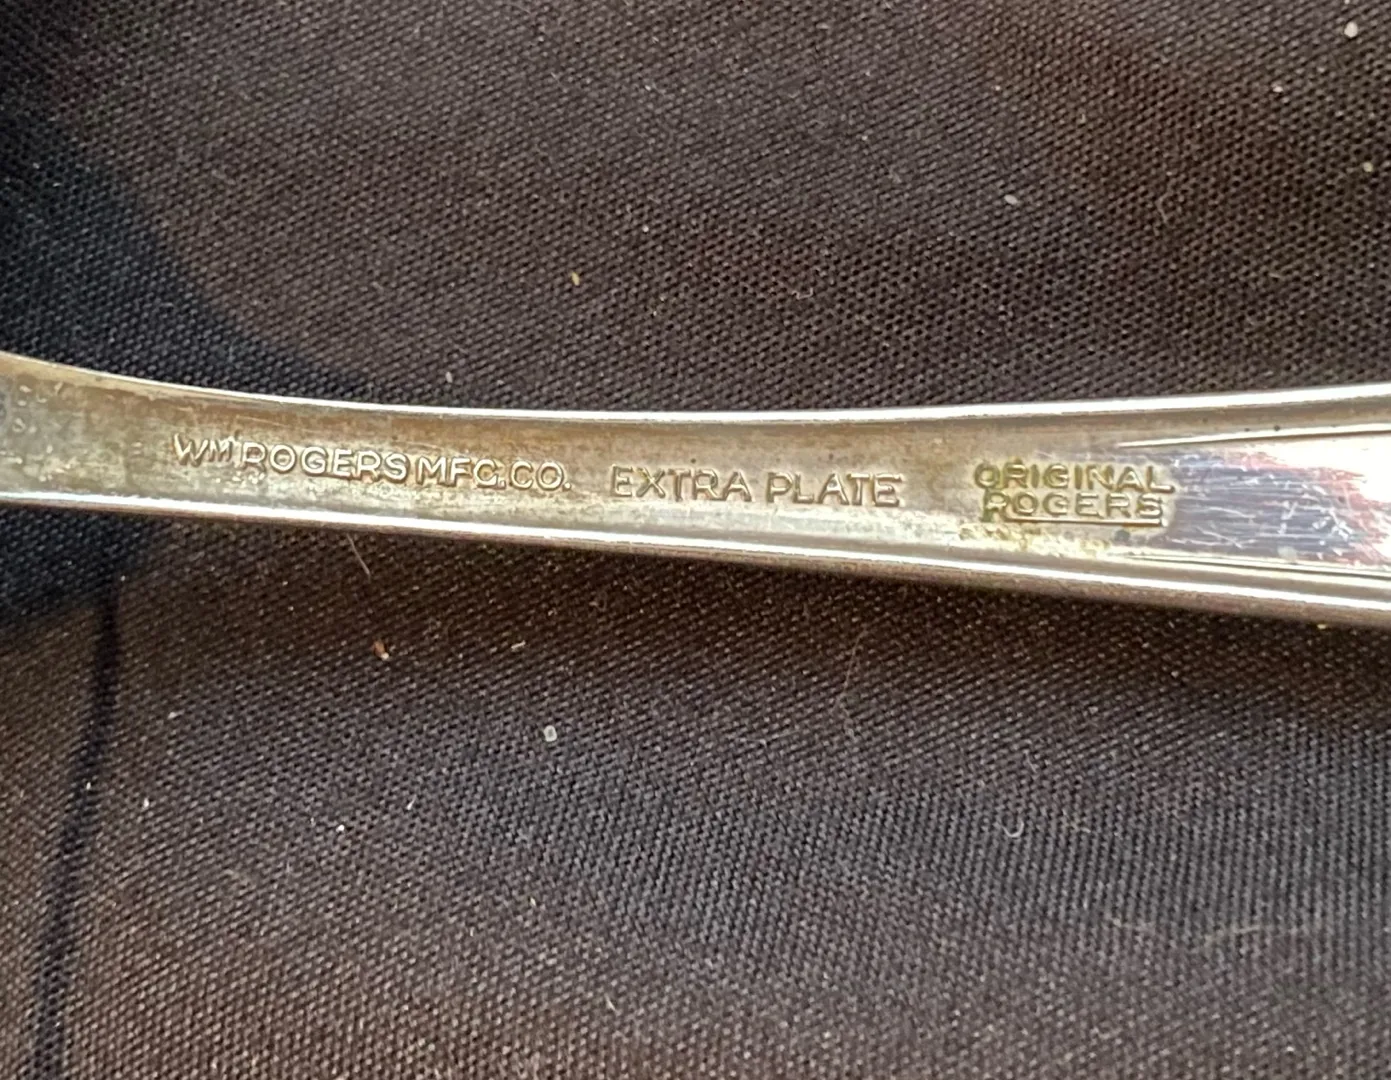 WM ROGERS MFG. CO. EXTRA PLATE ORIGINAL
ROGERS